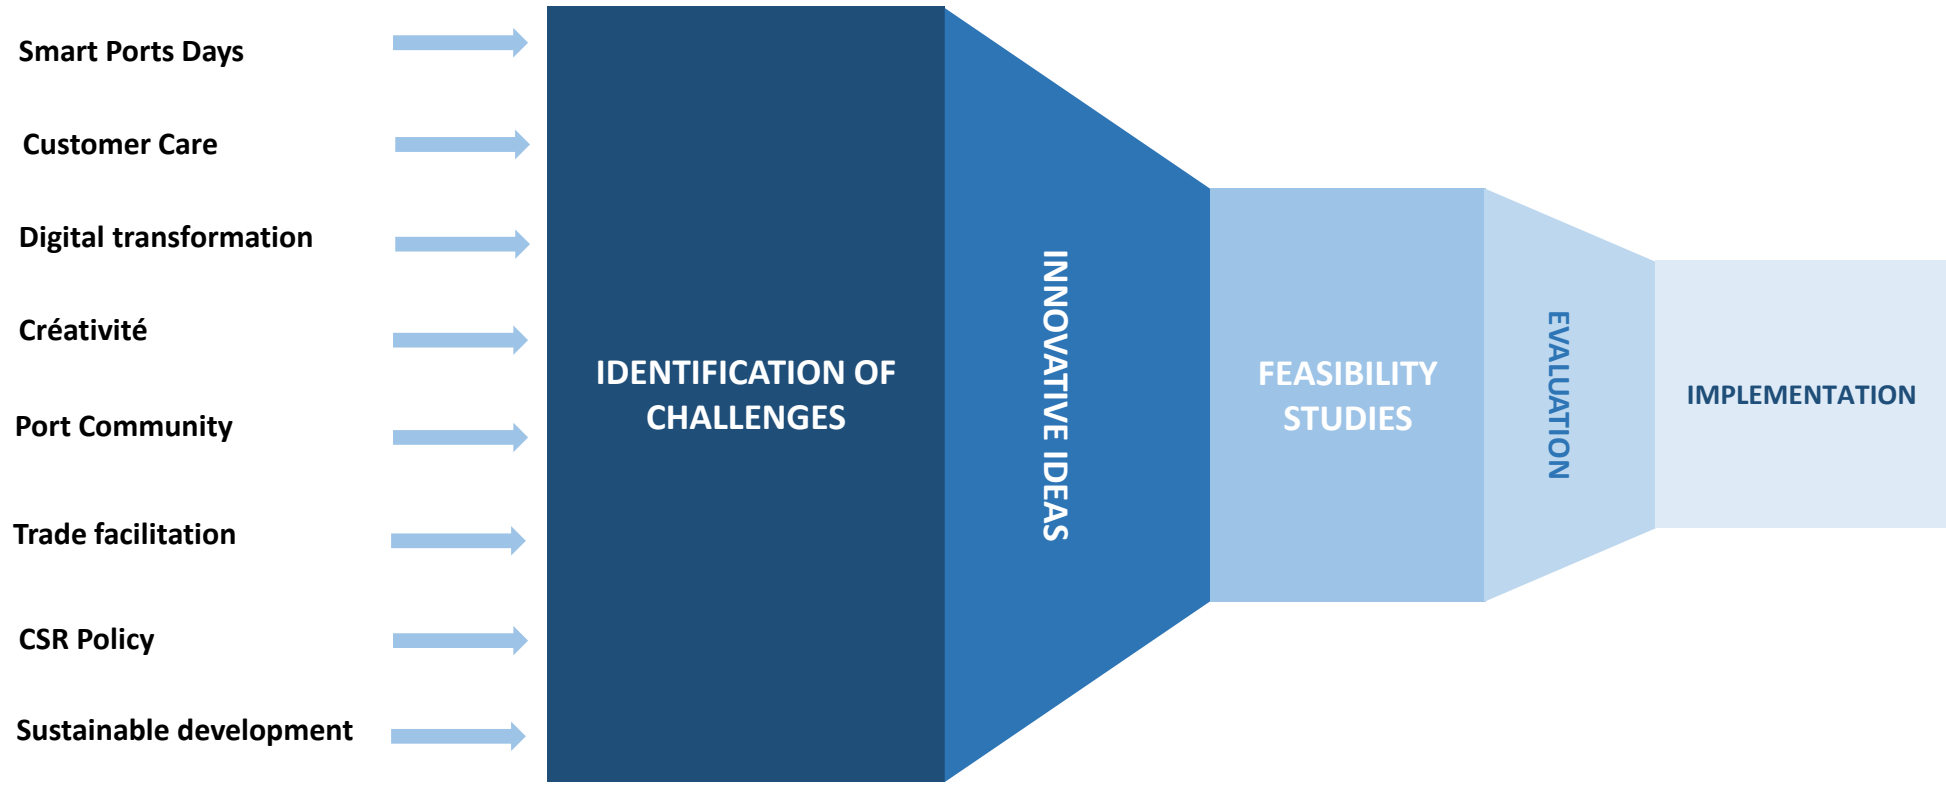 Smart Ports Days
Customer Care
Digital transformation
Créativité
Port Community
Trade facilitation
CSR Policy
Sustainable development
IDENTIFICATION OF
CHALLENGES
INNOVATIVE IDEAS
FEASIBILITY
STUDIES
EVALUATION
IMPLEMENTATION